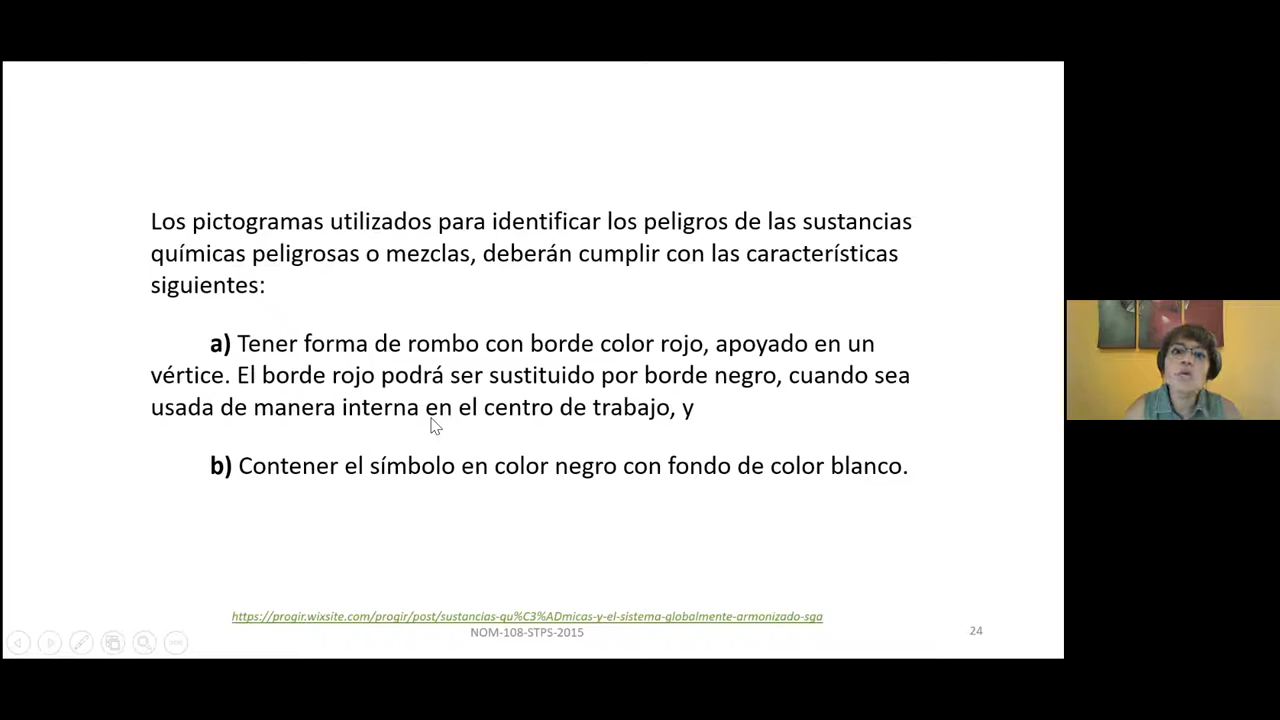 Los pictogramas utilizados para identificar los peligros de las sustancias
químicas peligrosas o mezclas, deberán cumplir con las características
siguientes:
a) Tener forma de rombo con borde color rojo, apoyado en un
vértice. El borde rojo podrá ser sustituido por borde negro, cuando sea
usada de manera interna en el centro de trabajo, y
b) Contener el símbolo en color negro con fondo de color blanco.
https://progir.wixsite.com/progir/post/sustancias-qu%C3%ADmicas-y-el-sistema-globalmente-armonizado-sga
NOM-108-STPS-2015
24